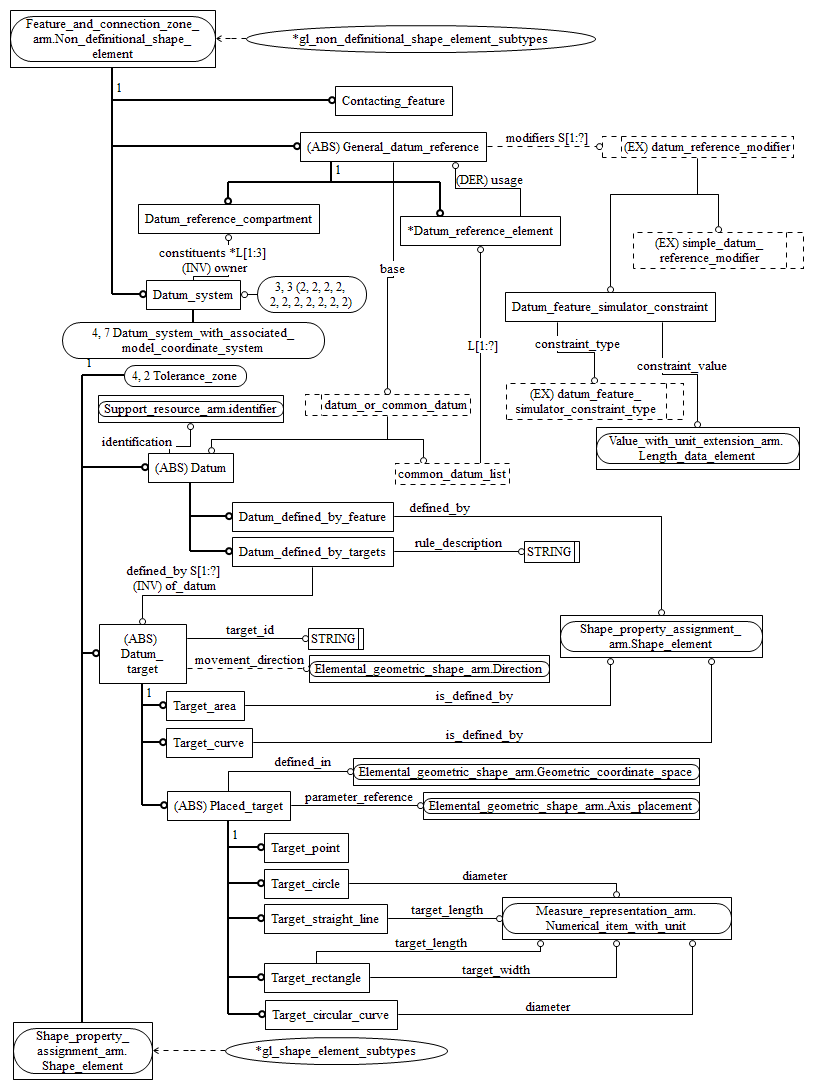 Feature_and_connection_zone_
arm.Non_definitional_shape_
element
*gl_non_definitional_shape_element_subtypes
1
Contacting_feature
(ABS) General_datum_reference
modifiers S[1:?]
(EX) datum_reference_modifier
1
(DER) usage
Datum_reference_compartment
*Datum_reference_element
(EX) simple_datum_
reference_modifier
constituents *L[1:3]
(INV) owner
base
Datum_system
3, 3 (2, 2, 2, 2,
2, 2, 2, 2, 2, 2, 2)
Datum_feature_simulator_constraint
4, 7 Datum_system_with_associated_
model_coordinate_system
L[1:?]
constraint_type
constraint_value
1
4, 2 Tolerance_zone
(EX) datum_feature_
simulator_constraint_type
Support_resource_arm.identifier
datum_or_common_datum
identification
Value_with_unit_extension_arm.
Length_data_element
(ABS) Datum
common_datum_list
Datum_defined_by_feature
defined_by
Datum_defined_by_targets
rule_description
STRING
defined_by S[1:?]
(INV) of_datum
(ABS)
Datum_
target
target_id
STRING
Shape_property_assignment_
arm.Shape_element
movement_direction
Elemental_geometric_shape_arm.Direction
1
Target_area
is_defined_by
Target_curve
is_defined_by
defined_in
Elemental_geometric_shape_arm.Geometric_coordinate_space
(ABS) Placed_target
parameter_reference
Elemental_geometric_shape_arm.Axis_placement
1
Target_point
Target_circle
diameter
Target_straight_line
target_length
Measure_representation_arm.
Numerical_item_with_unit
target_length
Target_rectangle
target_width
Target_circular_curve
diameter
Shape_property_
assignment_arm.
Shape_element
*gl_shape_element_subtypes